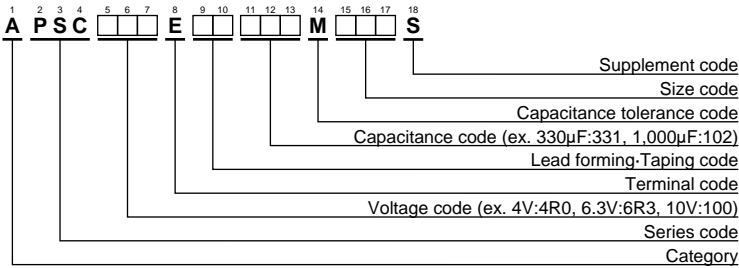 1 2 3 4 5 6 7 8 9 10 11 12 13 14 15 16 17 18
A P S C □□□ E □□ □□□ M □□□ S
Supplement code
Size code
Capacitance tolerance code
Capacitance code (ex. 330µF:331, 1,000µF:102)
Lead forming·Taping code
Terminal code
Voltage code (ex. 4V:4R0, 6.3V:6R3, 10V:100)
Series code
Category